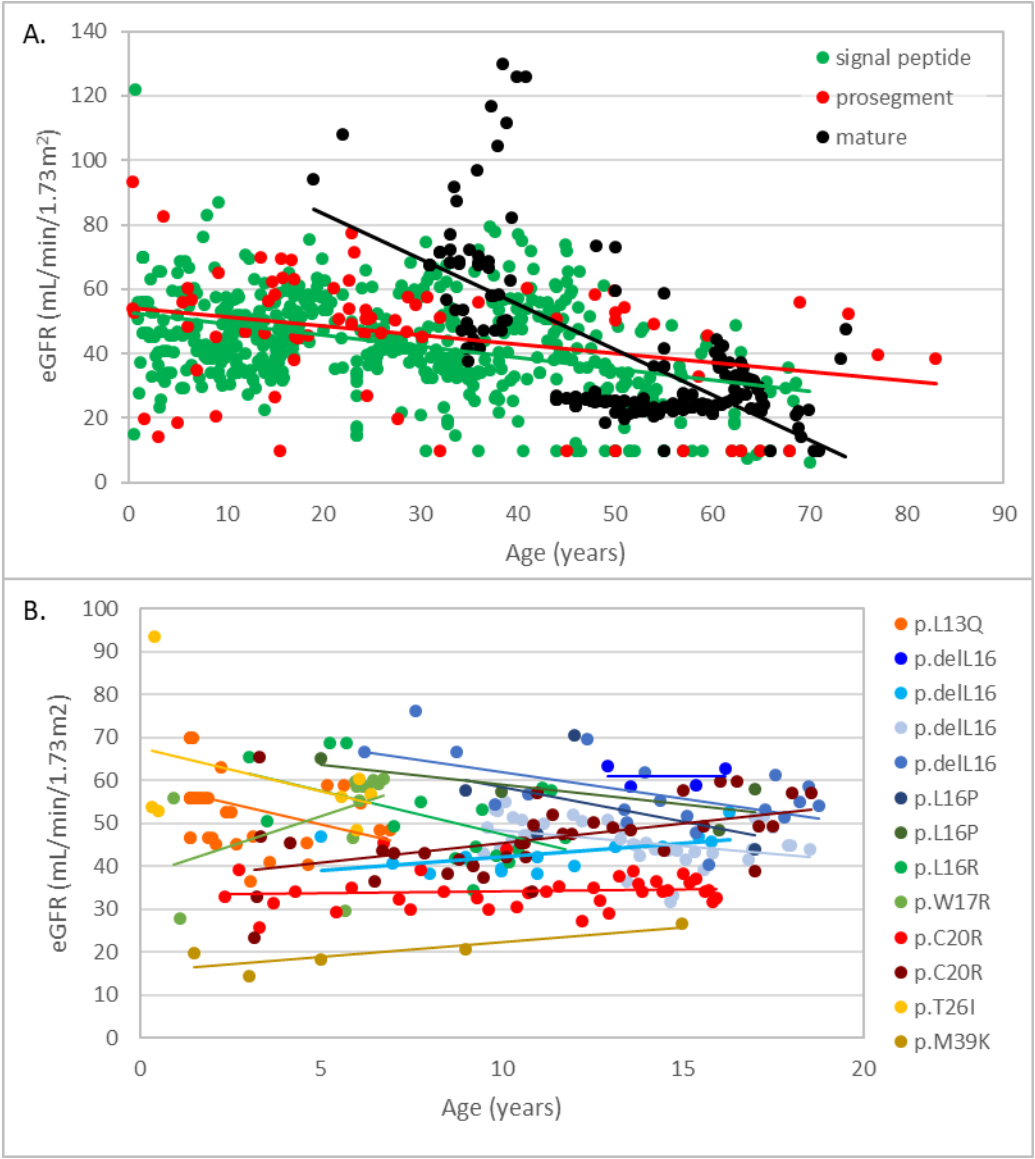 A.
140
120
100
80
60
40
20
0
eGFR (mL/min/1.73m²)
signal peptide
prosegment
mature
0 10 20 30 40 50 60 70 80 90
Age (years)
B.
100
90
80
70
60
50
40
30
20
10
0
eGFR (mL/min/1.73m2)
0 5 10 15 20
Age (years)
p.L13Q
p.delL16
p.delL16
p.delL16
p.delL16
p.L16P
p.L16P
p.L16R
p.W17R
p.C20R
p.C20R
p.T26I
p.M39K